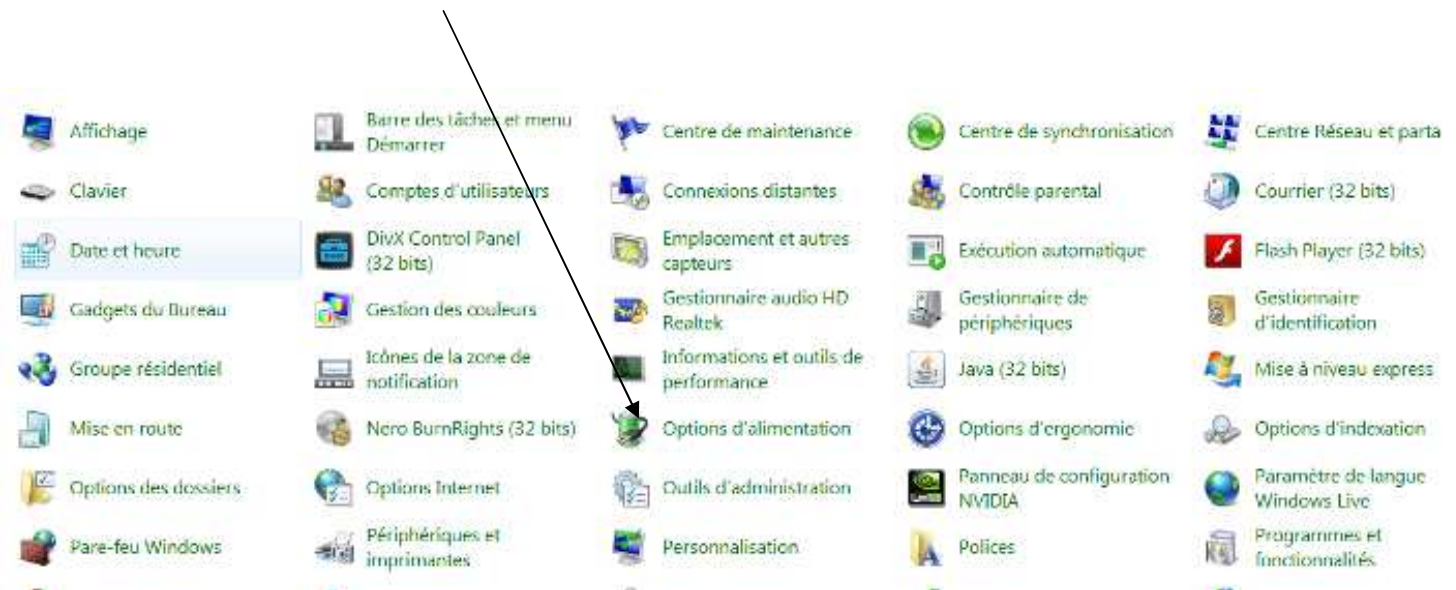 Affichage
Barre des tâches et menu
Démarrer
Centre de maintenance
Centre de synchronisation
Centre Réseau et parta
Clavier
Comptes d'utilisateurs
Connexions distantes
Contrôle parental
Courrier (32 bits)
Date et heure
DivX Control Panel
(32 bits)
Emplacement et autres
capteurs
Exécution automatique
Flash Player (32 bits)
Gadgets du Bureau
Gestion des couleurs
Gestionnaire audio HD
Realtek
Gestionnaire de
périphériques
Gestionnaire
d'identification
Groupe résidentiel
Icônes de la zone de
notification
Informations et outils de
performance
Java (32 bits)
Mise à niveau express
Mise en route
Nero BurnRights (32 bits)
Options d'alimentation
Options d'ergonomie
Options d'indexation
Options des dossiers
Options Internet
Outils d'administration
Panneau de configuration
NVIDIA
Paramètre de langue
Windows Live
Pare-feu Windows
Périphériques et
imprimantes
Personnalisation
Polices
Programmes et
fonctionnalités